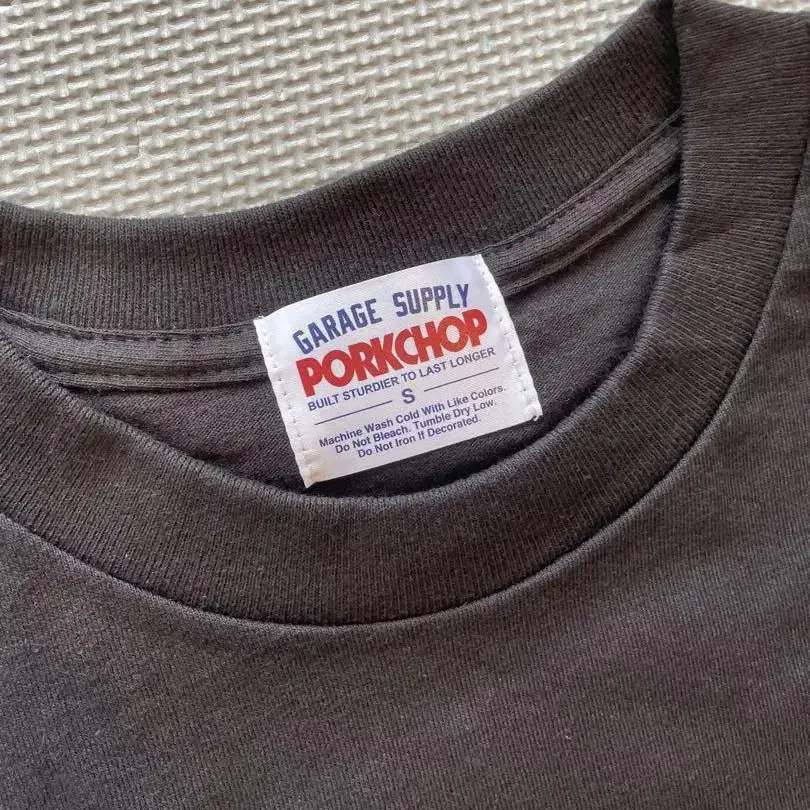 GARAGE SUPPLY
PORKCHOP
BUILT STURDIER TO LAST LONGER
S
Machine Wash Cold With Like Colors.
Do Not Bleach. Tumble Dry Low.
Do Not Iron If Decorated.